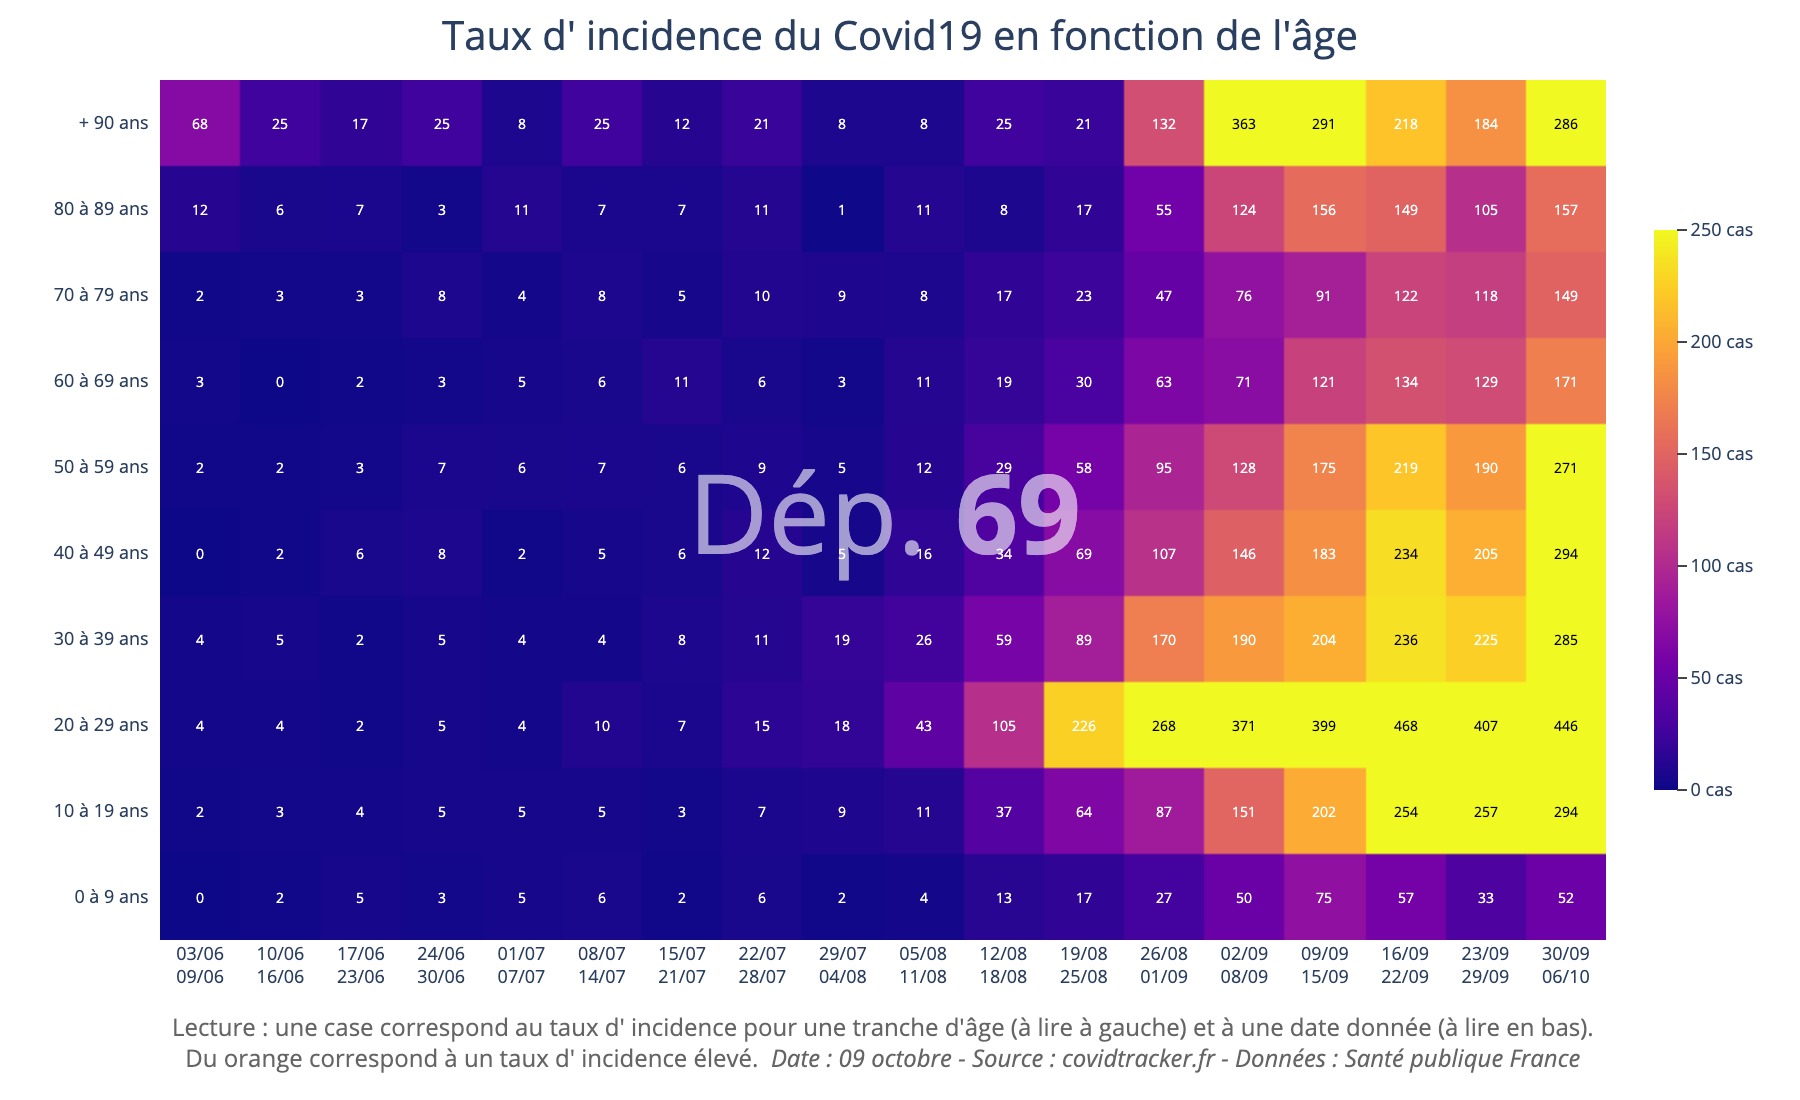 Taux d' incidence du Covid19 en fonction de l'âge
+ 90 ans 68 25 17 25 8 25 12 21 8 8 25 21 132 363 291 218 184 286
80 à 89 ans 12 6 7 3 11 7 7 11 1 11 8 17 55 124 156 149 105 157
70 à 79 ans 2 3 3 8 4 8 5 10 9 8 17 23 47 76 91 122 118 149
60 à 69 ans 3 0 2 3 5 6 11 6 3 11 19 30 63 71 121 134 129 171
50 à 59 ans 2 2 3 7 6 7 6 9 5 12 29 58 95 128 175 219 190 271
Dép. 69
40 à 49 ans 0 2 6 8 2 5 6 12 5 16 34 69 107 146 183 234 205 294
30 à 39 ans 4 5 2 5 4 4 8 11 19 26 59 89 170 190 204 236 225 285
20 à 29 ans 4 4 2 5 4 10 7 15 18 43 105 226 268 371 399 468 407 446
10 à 19 ans 2 3 4 5 5 5 3 7 9 11 37 64 87 151 202 254 257 294
0 à 9 ans 0 2 5 3 5 6 2 6 2 4 13 17 27 50 75 57 33 52
03/06 10/06 17/06 24/06 01/07 08/07 15/07 22/07 29/07 05/08 12/08 19/08 26/08 02/09 09/09 16/09 23/09 30/09
09/06 16/06 23/06 30/06 07/07 14/07 21/07 28/07 04/08 11/08 18/08 25/08 01/09 08/09 15/09 22/09 29/09 06/10
250 cas
200 cas
150 cas
100 cas
50 cas
0 cas
Lecture : une case correspond au taux d' incidence pour une tranche d'âge (à lire à gauche) et à une date donnée (à lire en bas).
Du orange correspond à un taux d' incidence élevé. Date : 09 octobre - Source : covidtracker.fr - Données : Santé publique France